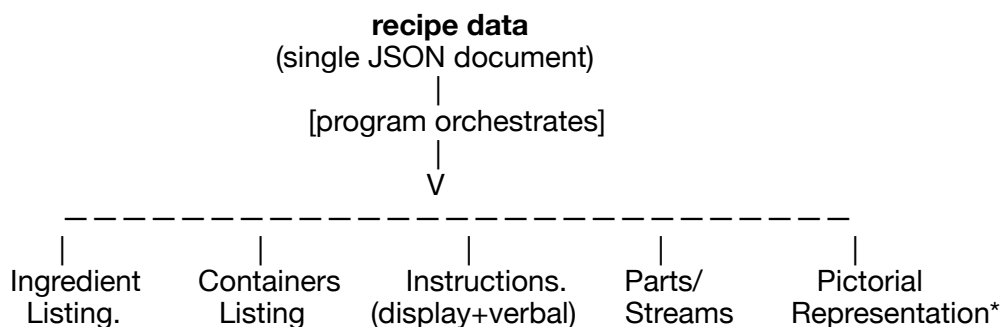 recipe data
(single JSON document)
|
[program orchestrates]
|
V
— — — — — — — — — — — — — — — — — — — — — — — — — — —
| | | | |
Ingredient Containers Instructions. Parts/ Pictorial
Listing. Listing (display+verbal) Streams Representation*